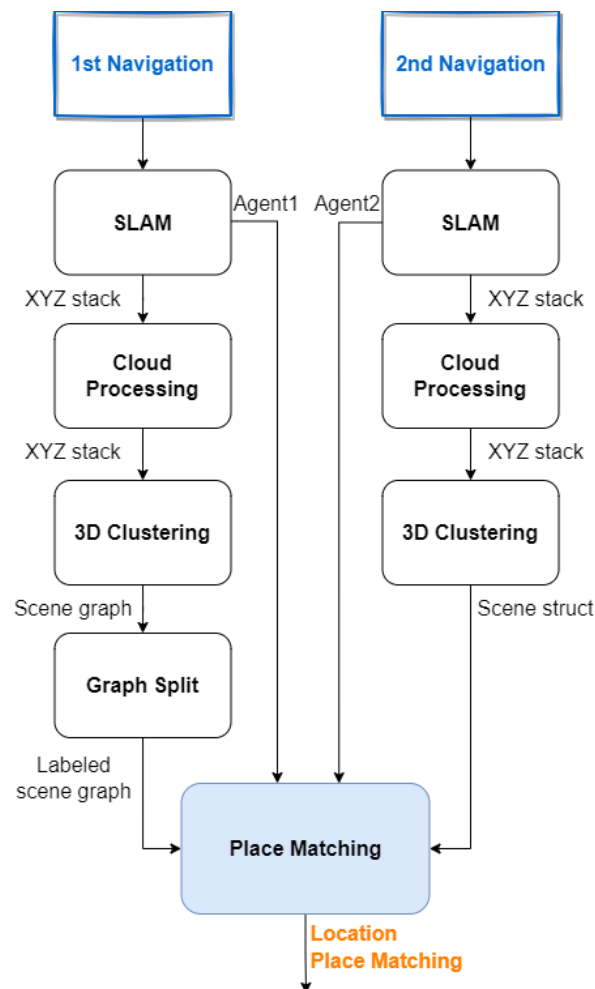 1st Navigation
2nd Navigation
SLAM
Agent1
Agent2
SLAM
XYZ stack
XYZ stack
Cloud
Processing
Cloud
Processing
XYZ stack
XYZ stack
3D Clustering
3D Clustering
Scene graph
Scene struct
Graph Split
Labeled
scene graph
Place Matching
Location
Place Matching